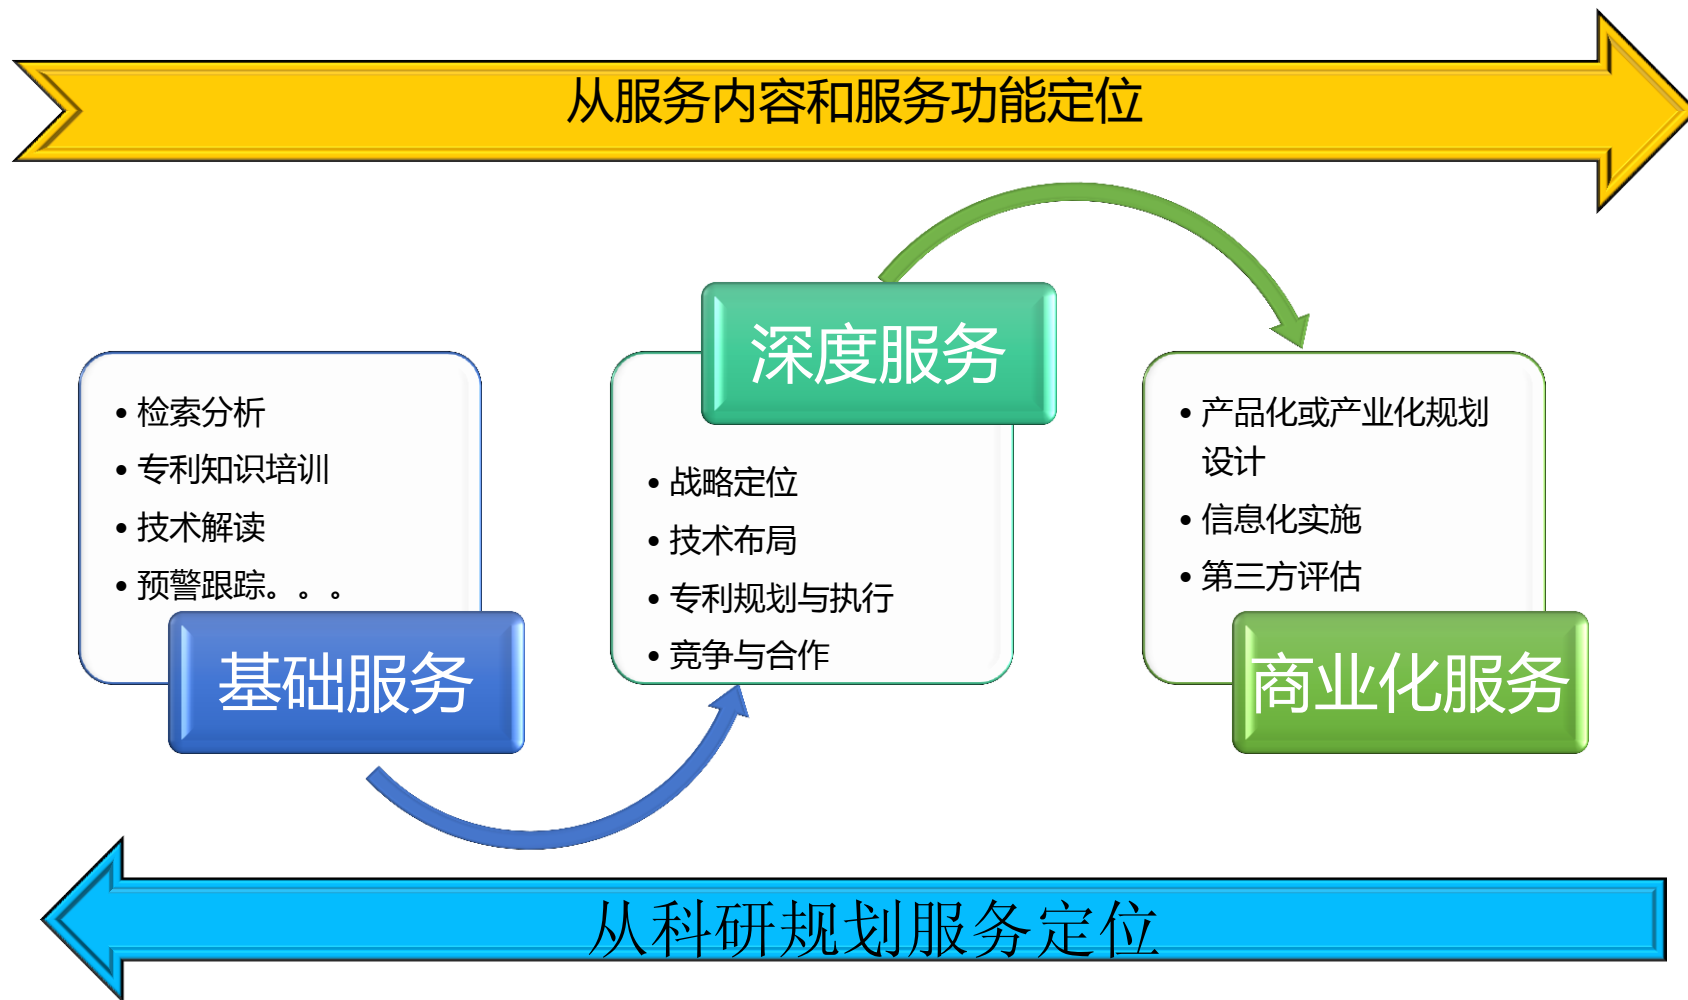 从服务内容和服务功能定位
• 检索分析
• 专利知识培训
• 技术解读
• 预警跟踪。。。
基础服务
深度服务
• 战略定位
• 技术布局
• 专利规划与执行
• 竞争与合作
• 产品化或产业化规划
设计
• 信息化实施
• 第三方评估
商业化服务
从科研规划服务定位